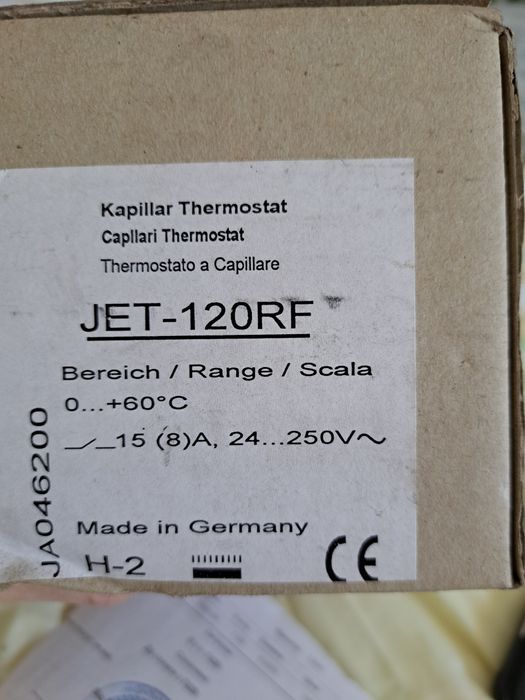 Kapillar Thermostat
Capllari Thermostat
Thermostato a Capillare
JET-120RF
Bereich / Range / Scala
0...+60°C
15 (8)A, 24...250V~
JA046200
Made in Germany
H-2
CE